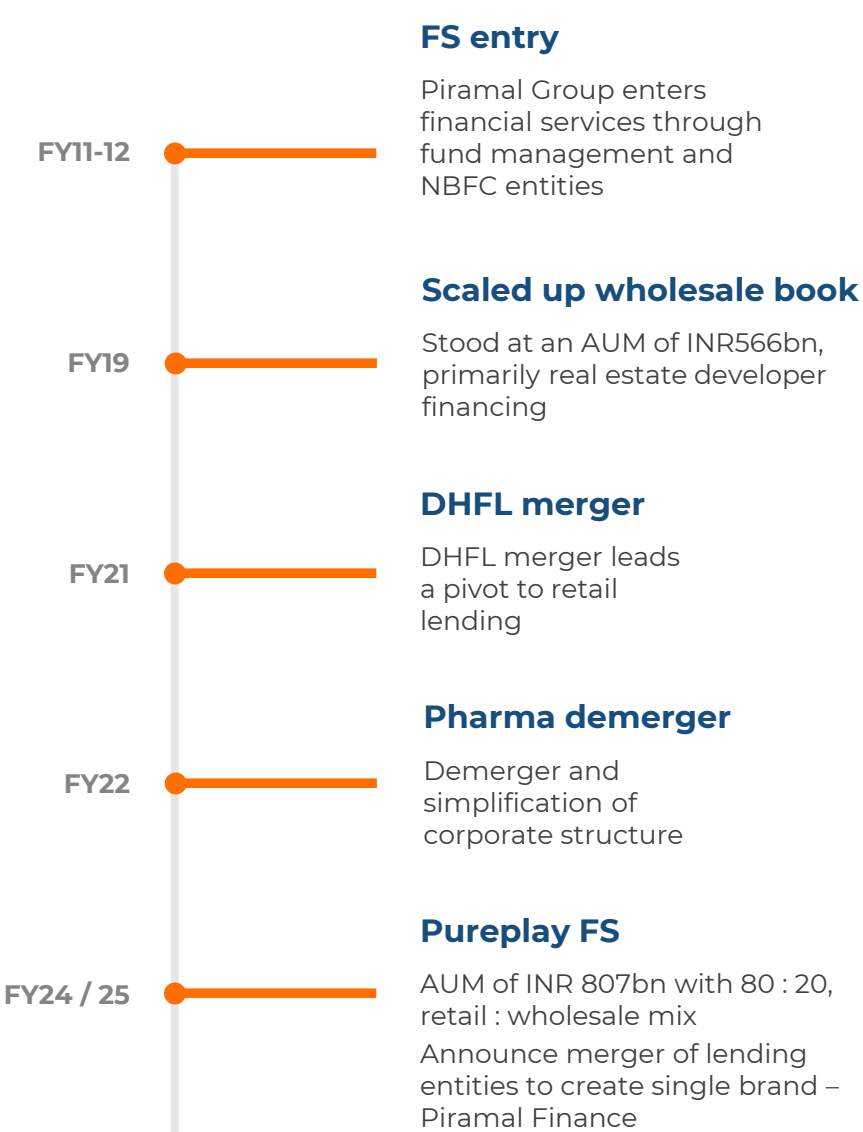 FS entry
Piramal Group enters
financial services through
fund management and
NBFC entities
FY11-12
Scaled up wholesale book
Stood at an AUM of INR566bn,
primarily real estate developer
financing
FY19
DHFL merger
DHFL merger leads
a pivot to retail
lending
FY21
Pharma demerger
Demerger and
simplification of
corporate structure
FY22
Pureplay FS
AUM of INR 807bn with 80 : 20,
retail : wholesale mix
Announce merger of lending
entities to create single brand –
Piramal Finance
FY24 / 25